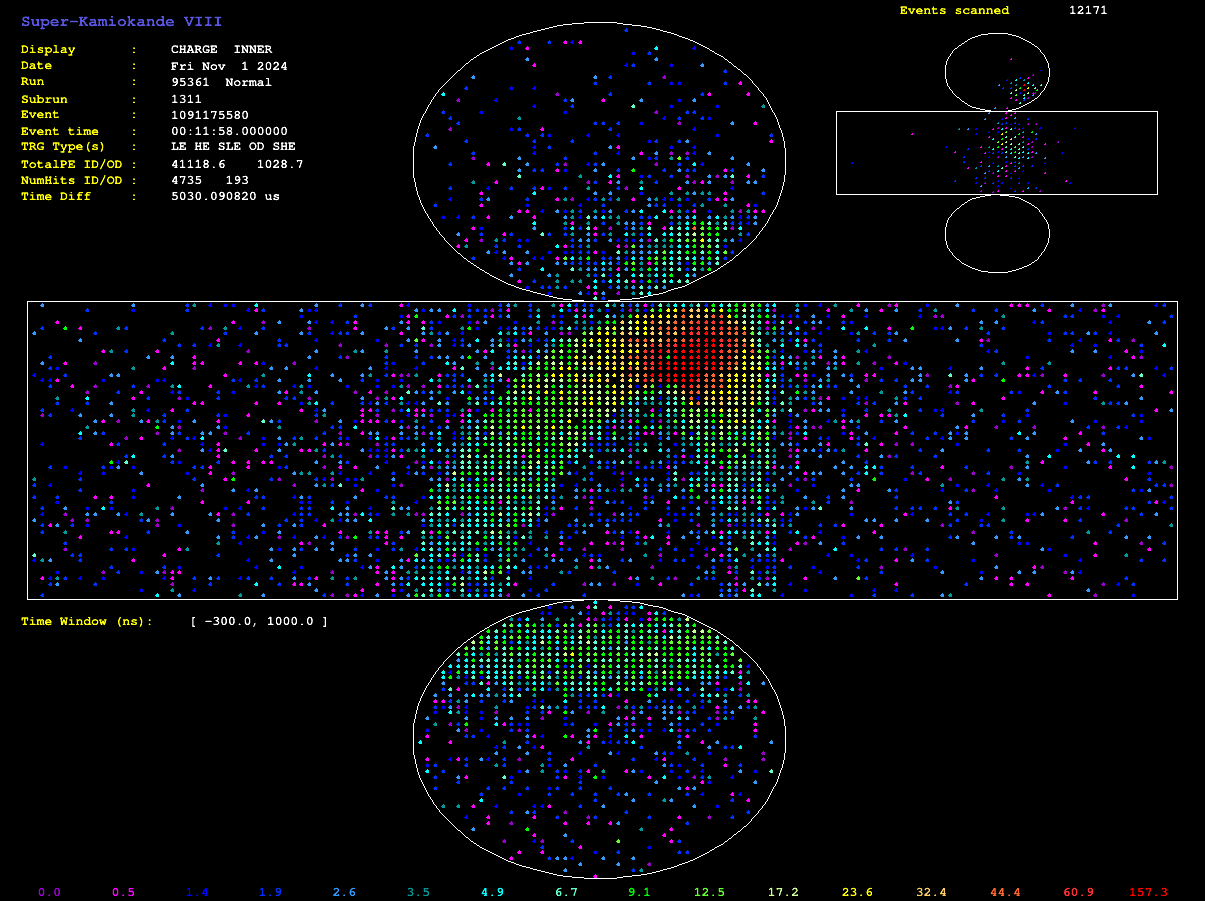 Super-Kamiokande VIII
Events scanned 12171
Display : CHARGE INNER
Date : Fri Nov 1 2024
Run : 95361 Normal
Subrun : 1311
Event : 1091175580
Event time : 00:11:58.000000
TRG Type(s) : LE HE SLE OD SHE
TotalPE ID/OD : 41118.6 1028.7
NumHits ID/OD : 4735 193
Time Diff : 5030.090820 us
Time Window (ns): [ -300.0, 1000.0 ]
0.0 0.5 1.4 1.9 2.6 3.5 4.9 6.7 9.1 12.5 17.2 23.6 32.4 44.4 60.9 157.3